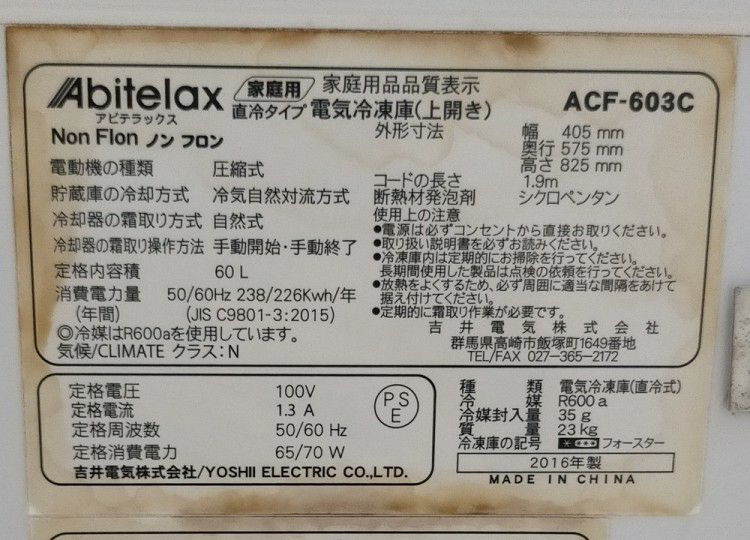 Abitelax 家庭用 家庭用品品質表示
アビテラックス 直冷タイプ 電気冷凍庫(上開き) ACF-603C
Non Flon ノン フロン
電動機の種類 圧縮式
貯蔵庫の冷却方式 冷気自然対流方式
冷却器の霜取り方式 自然式
冷却器の霜取り操作方法 手動開始・手動終了
定格内容積 60 L
消費電力量 50/60Hz 238/226Kwh/年
(年間) (JIS C9801-3:2015)
◎冷媒はR600aを使用しています。
気候/CLIMATE クラス:N
外形寸法 幅 405 mm
奥行 575 mm
高さ 825 mm
コードの長さ 1.9m
断熱材発泡剤 シクロペンタン
使用上の注意
●電源は必ずコンセントから直接お取りください。
●取り扱い説明書を必ずお読みください。
●冷凍庫内は定期的にお掃除を行ってください。
長期間使用した製品は点検の依頼を行ってください。
●放熱をよくするため、必ず周囲に適当な間隔をあけて
据え付けてください。
●定期的に霜取り作業が必要です。
吉井電気株式会社
群馬県高崎市飯塚町1649番地
TEL/FAX 027-365-2172
定格電圧 100V
定格電流 1.3 A
定格周波数 50/60 Hz
定格消費電力 65/70 W
PS
E
吉井電気株式会社/YOSHII ELECTRIC CO.,LTD.
種類 電気冷凍庫(直冷式)
冷媒 R600a
冷媒封入量 35g
質量 23kg
冷凍庫の記号 * *** フォースター
2016年製
MADE IN CHINA